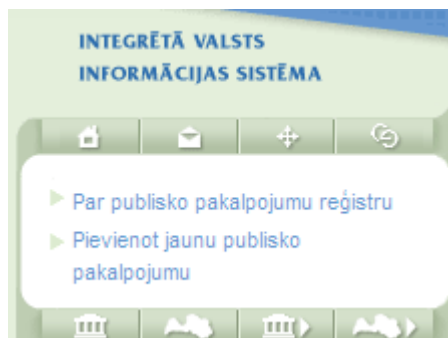 INTEGRĒTĀ VALSTS
INFORMĀCIJAS SISTĒMA
Par publisko pakalpojumu reģistru
Pievienot jaunu publisko
pakalpojumu